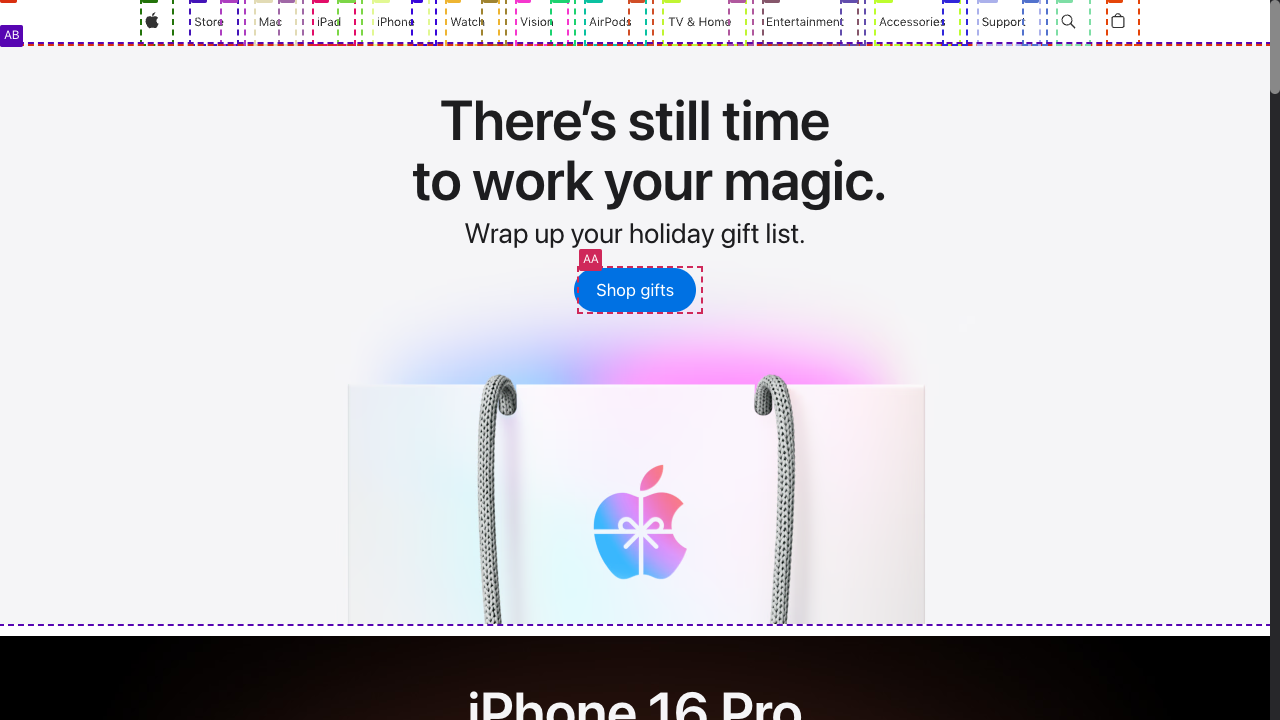 Store
Mac
iPad
iPhone
Watch
Vision
AirPods
TV & Home
Entertainment
Accessories
Support
AB
There’s still time
to work your magic.
Wrap up your holiday gift list.
AA
Shop gifts
iPhone 16 Pro